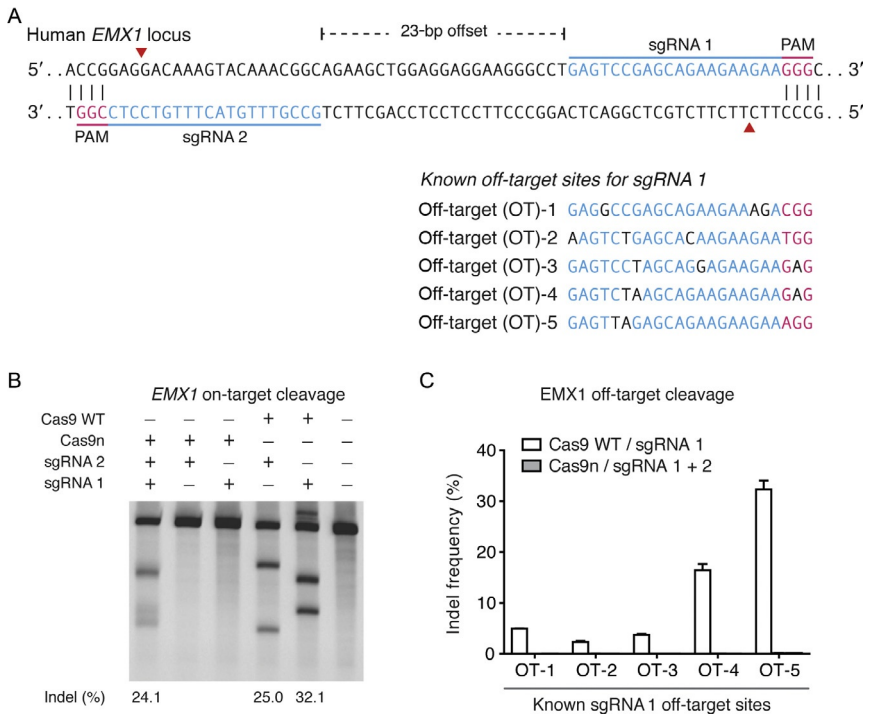 A
Human EMX1 locus
23-bp offset
sgRNA 1 PAM
5′..ACCGGAGGACAAAGTACAAACGGCAGAAGCTGGAGGAGGAAGGGCCTGAGTCCGAGCAGAAGAAGAAGGGC..3′
3′..TGGCCTCCTGTTTCATGTTTGCCGTCTTCGACCTCCTCCTTCCCGGACTCAGGCTCGTCTTCTTCTTCCCG..5′
PAM sgRNA 2
Known off-target sites for sgRNA 1
Off-target (OT)-1 GAGGCCGAGCAGAAGAAAGACGG
Off-target (OT)-2 AAGTCTGAGCACAAGAAGAATGG
Off-target (OT)-3 GAGTCCTAGCAGGAGAAGAAGAG
Off-target (OT)-4 GAGTCTAAGCAGAAGAAGAAGAG
Off-target (OT)-5 GAGTTAGAGCAGAAGAAGAAAGG
B
EMX1 on-target cleavage
Cas9 WT – – – + + –
Cas9n + + + – – –
sgRNA 2 + + – + – –
sgRNA 1 + – + – + –
Indel (%) 24.1 25.0 32.1
C
EMX1 off-target cleavage
Cas9 WT / sgRNA 1
Cas9n / sgRNA 1 + 2
Indel frequency (%)
40
30
20
10
0
OT-1 OT-2 OT-3 OT-4 OT-5
Known sgRNA 1 off-target sites